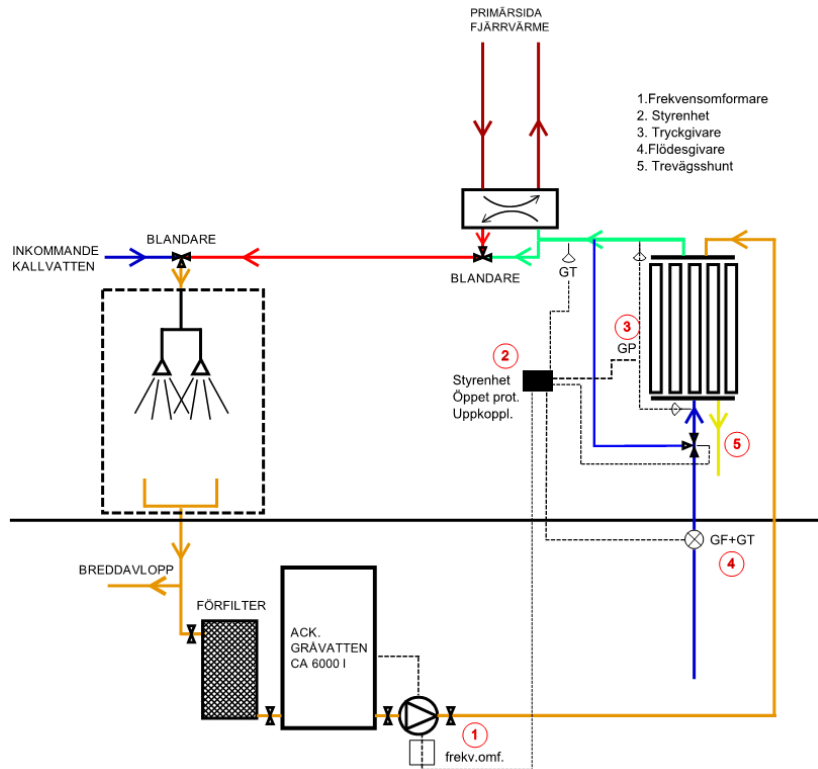 PRIMÄRSIDA
FJÄRRVÄRME
1.Frekvensomformare
2. Styrenhet
3. Tryckgivare
4.Flödesgivare
5. Trevägsshunt
INKOMMANDE
KALLVATTEN
BLANDARE
BLANDARE
GT
3
GP
2
Styrenhet
Öppet prot.
Uppkoppl.
5
GF+GT
4
BREDDAVLOPP
FÖRFILTER
ACK.
GRÅVATTEN
CA 6000 l
1
frekv.omf.